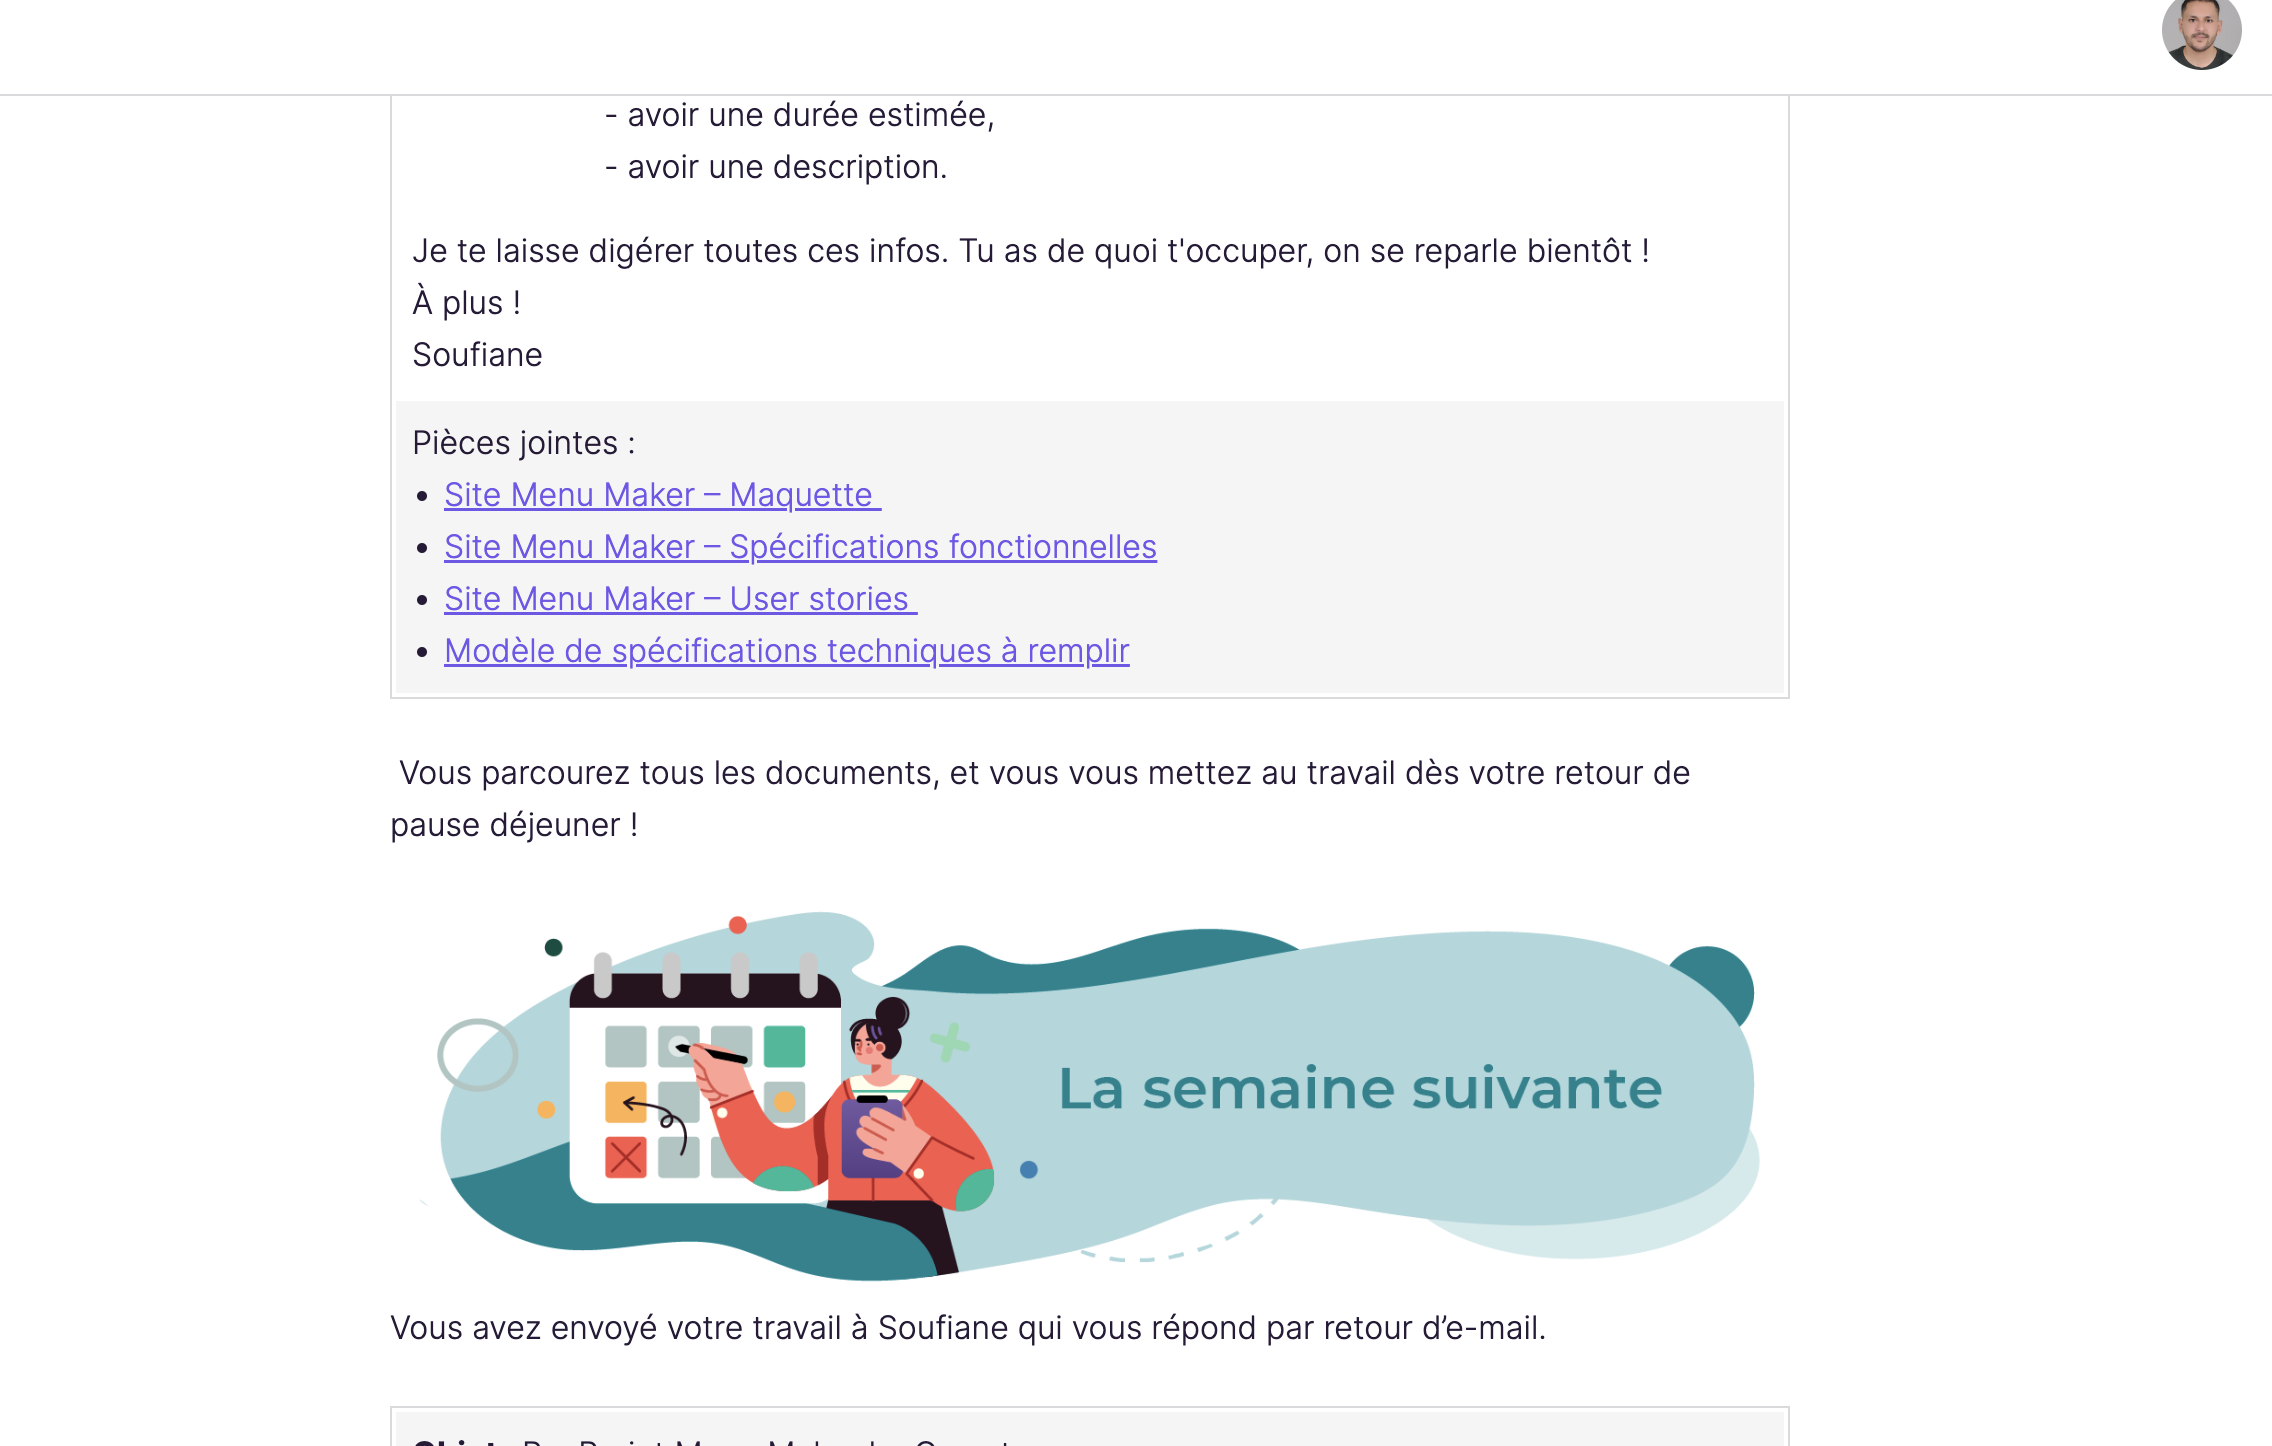 - avoir une durée estimée,
- avoir une description.
Je te laisse digérer toutes ces infos. Tu as de quoi t'occuper, on se reparle bientôt !
À plus !
Soufiane
Pièces jointes :
• Site Menu Maker – Maquette
• Site Menu Maker – Spécifications fonctionnelles
• Site Menu Maker – User stories
• Modèle de spécifications techniques à remplir
Vous parcourez tous les documents, et vous vous mettez au travail dès votre retour de
pause déjeuner !
La semaine suivante
Vous avez envoyé votre travail à Soufiane qui vous répond par retour d’e-mail.